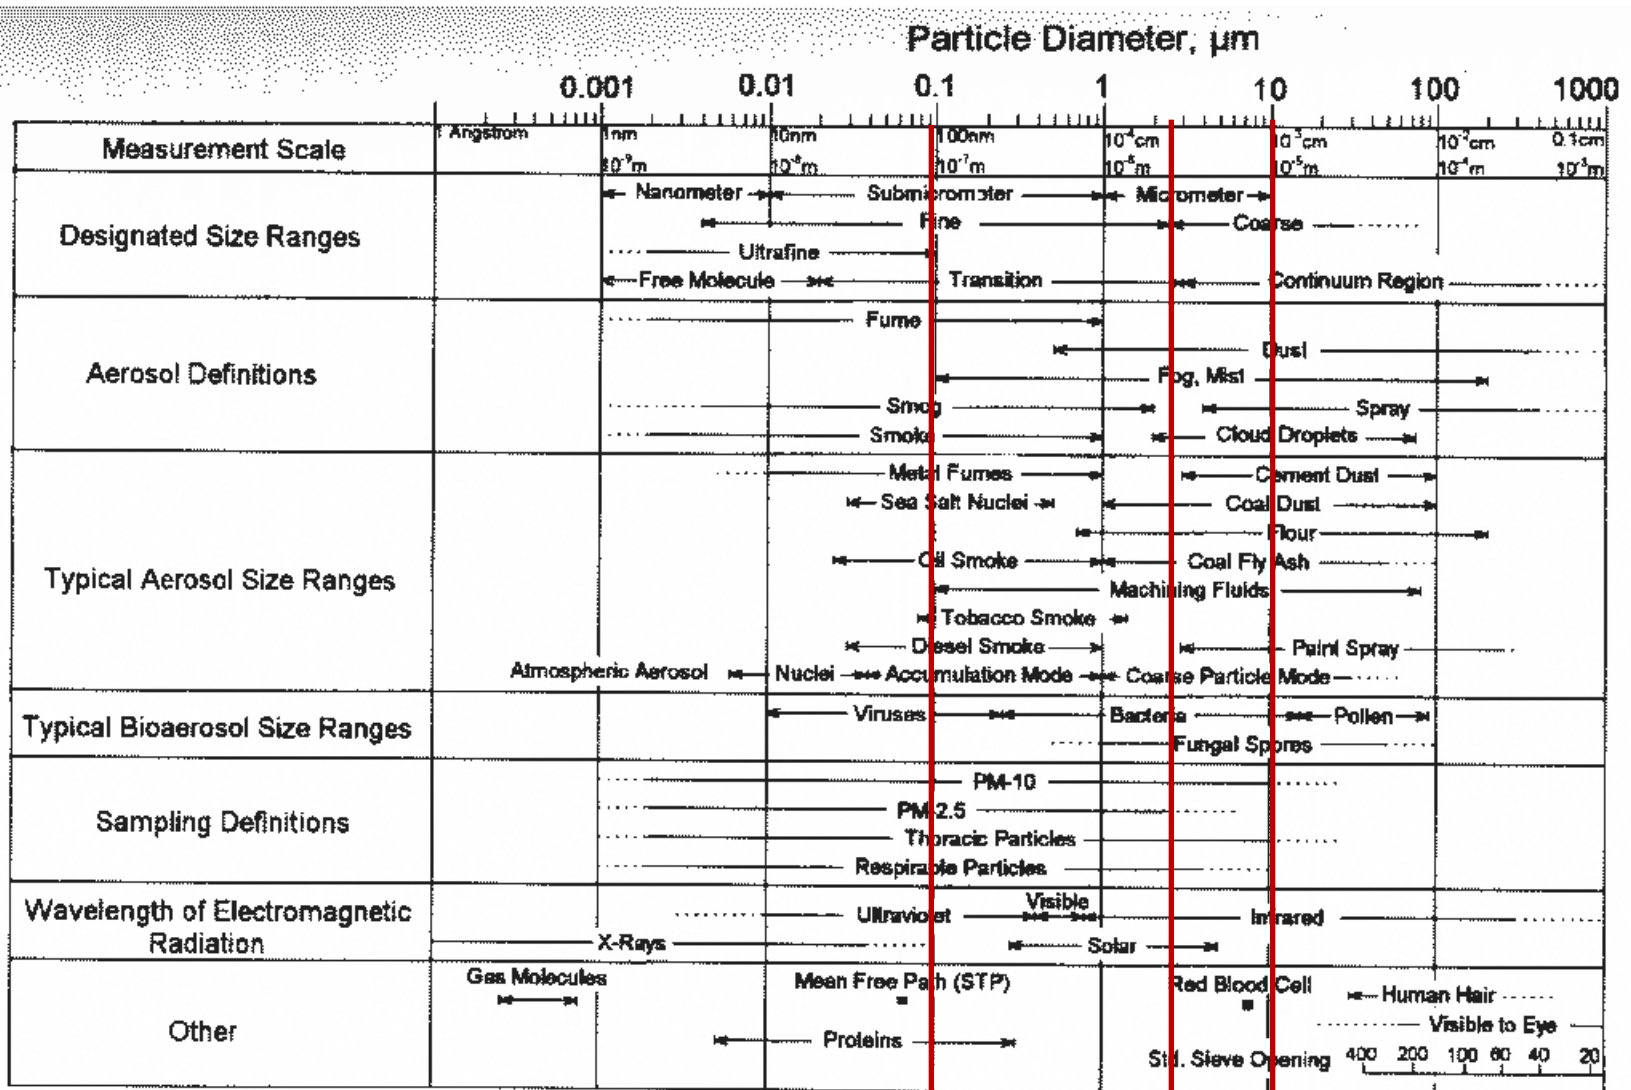 Particle Diameter, µm
0.001 0.01 0.1 1 10 100 1000
Measurement Scale
1 Angstrom 1nm 10nm 100nm 10⁻⁴cm 10⁻³cm 10⁻²cm 0.1cm
10⁻⁹m 10⁻⁸m 10⁻⁷m 10⁻⁶m 10⁻⁵m 10⁻⁴m 10⁻³m
Designated Size Ranges
Nanometer Submicrometer Micrometer
Fine Coarse
Ultrafine
Free Molecule Transition Continuum Region
Aerosol Definitions
Fume
Dust
Fog, Mist
Smog Spray
Smoke Cloud Droplets
Typical Aerosol Size Ranges
Metal Fumes Cement Dust
Sea Salt Nuclei Coal Dust
Flour
Oil Smoke Coal Fly Ash
Machining Fluids
Tobacco Smoke
Diesel Smoke Paint Spray
Atmospheric Aerosol Nuclei Accumulation Mode Coarse Particle Mode
Typical Bioaerosol Size Ranges
Viruses Bacteria Pollen
Fungal Spores
Sampling Definitions
PM-10
PM-2.5
Thoracic Particles
Respirable Particles
Wavelength of Electromagnetic
Radiation
Visible
Ultraviolet Infrared
X-Rays Solar
Other
Gas Molecules Mean Free Path (STP) Red Blood Cell
Human Hair
Visible to Eye
Proteins
Std. Sieve Opening 400 200 100 60 40 20